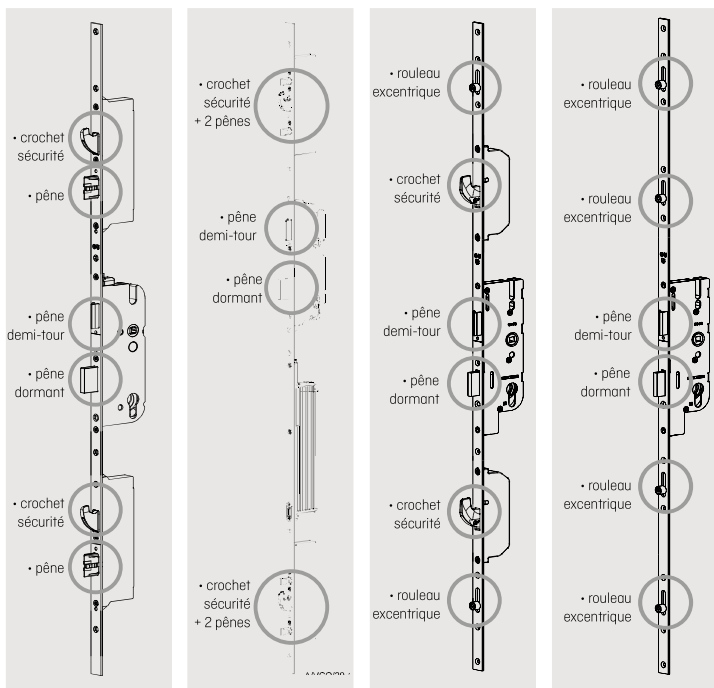 • crochet
sécurité
• pêne
• pêne
demi-tour
• pêne
dormant
• crochet
sécurité
• pêne
• crochet
sécurité
+ 2 pênes
• pêne
demi-tour
• pêne
dormant
• crochet
sécurité
+ 2 pênes
• rouleau
excentrique
• crochet
sécurité
• pêne
demi-tour
• pêne
dormant
• crochet
sécurité
• rouleau
excentrique
• rouleau
excentrique
• rouleau
excentrique
• pêne
demi-tour
• pêne
dormant
• rouleau
excentrique
• rouleau
excentrique